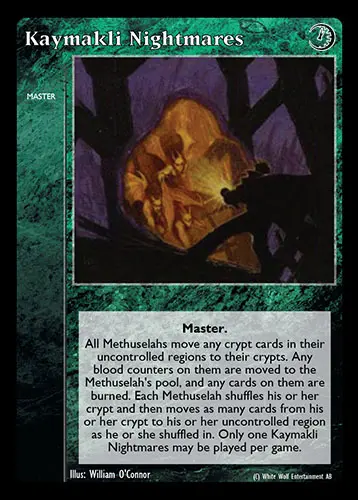 Kaymakli Nightmares
MASTER
Master.
All Methuselahs move any crypt cards in their
uncontrolled regions to their crypts. Any
blood counters on them are moved to the
Methuselah's pool, and any cards on them are
burned. Each Methuselah shuffles his or her
crypt and then moves as many cards from his
or her crypt to his or her uncontrolled region
as he or she shuffled in. Only one Kaymakli
Nightmares may be played per game.
Illus: William O'Connor
(C) White Wolf Entertainment AB